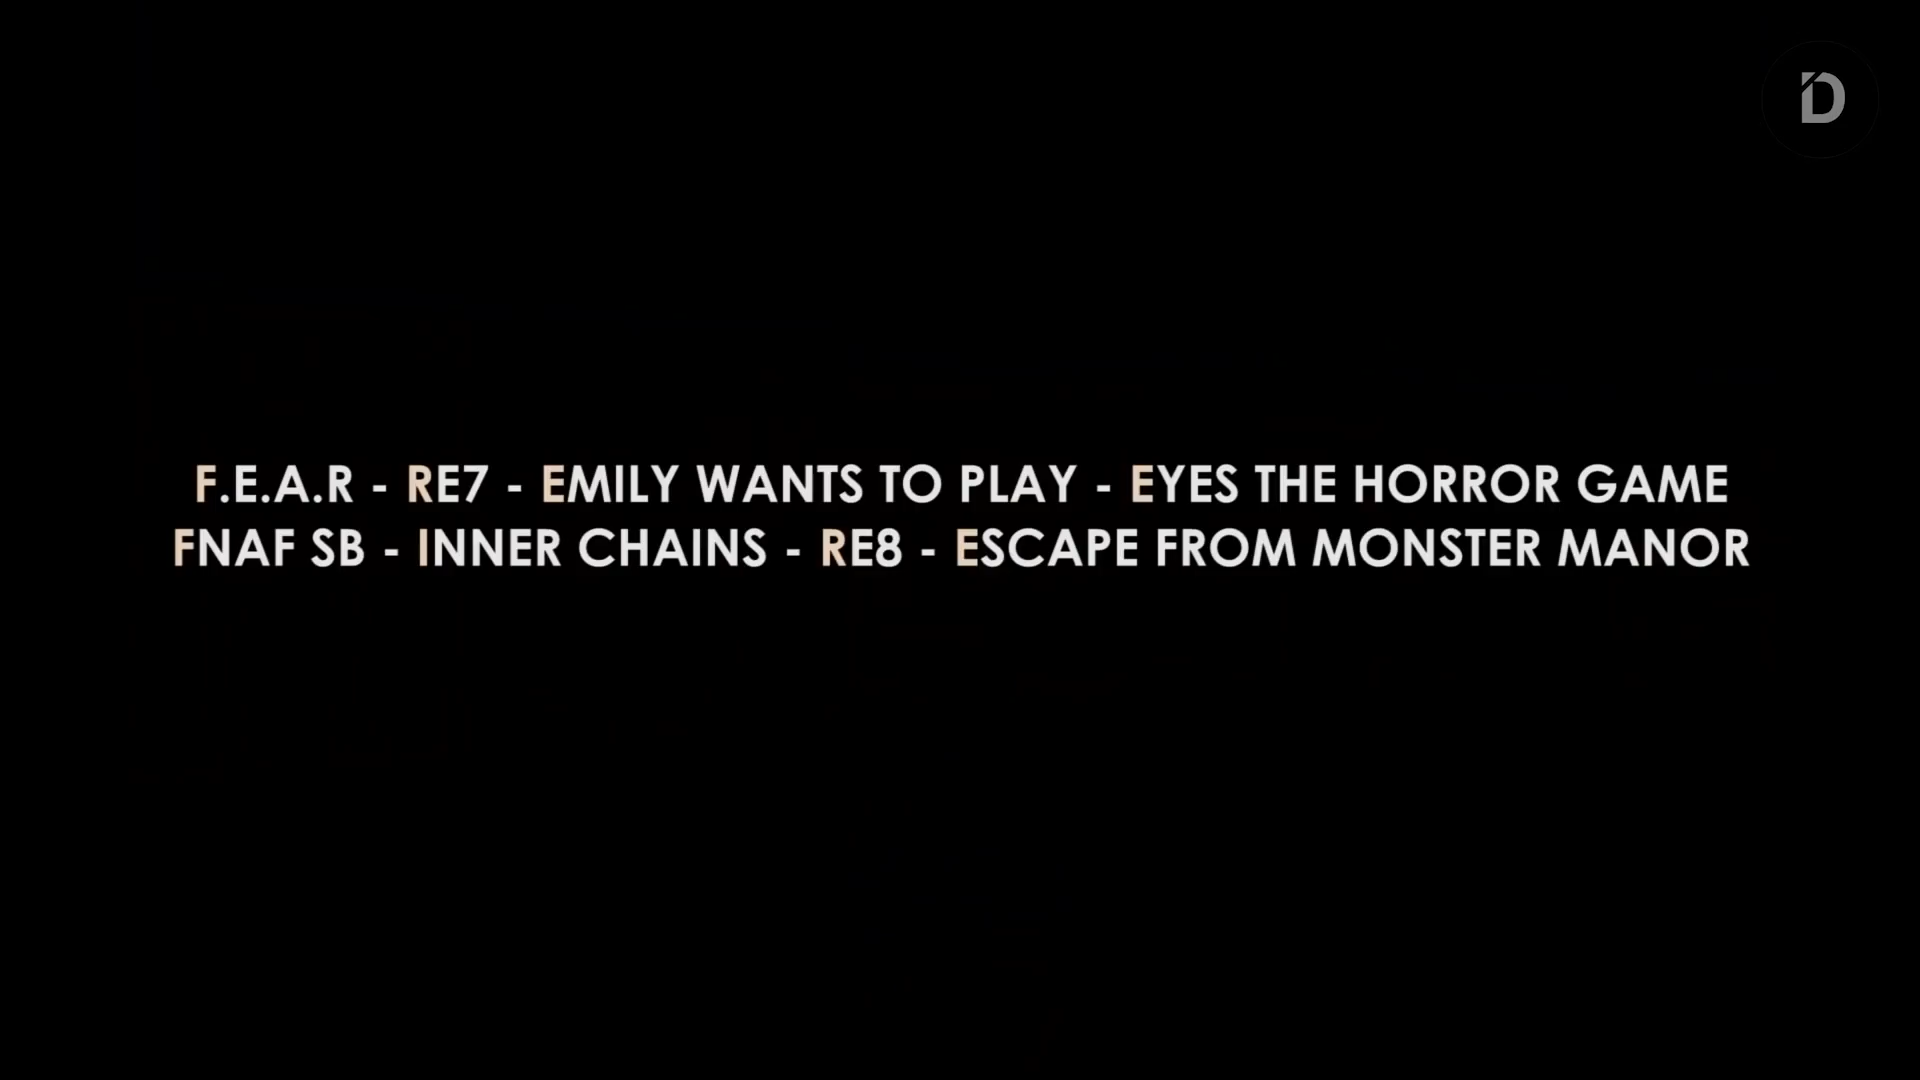 D
F.E.A.R - RE7 - EMILY WANTS TO PLAY - EYES THE HORROR GAME
FNAF SB - INNER CHAINS - RE8 - ESCAPE FROM MONSTER MANOR